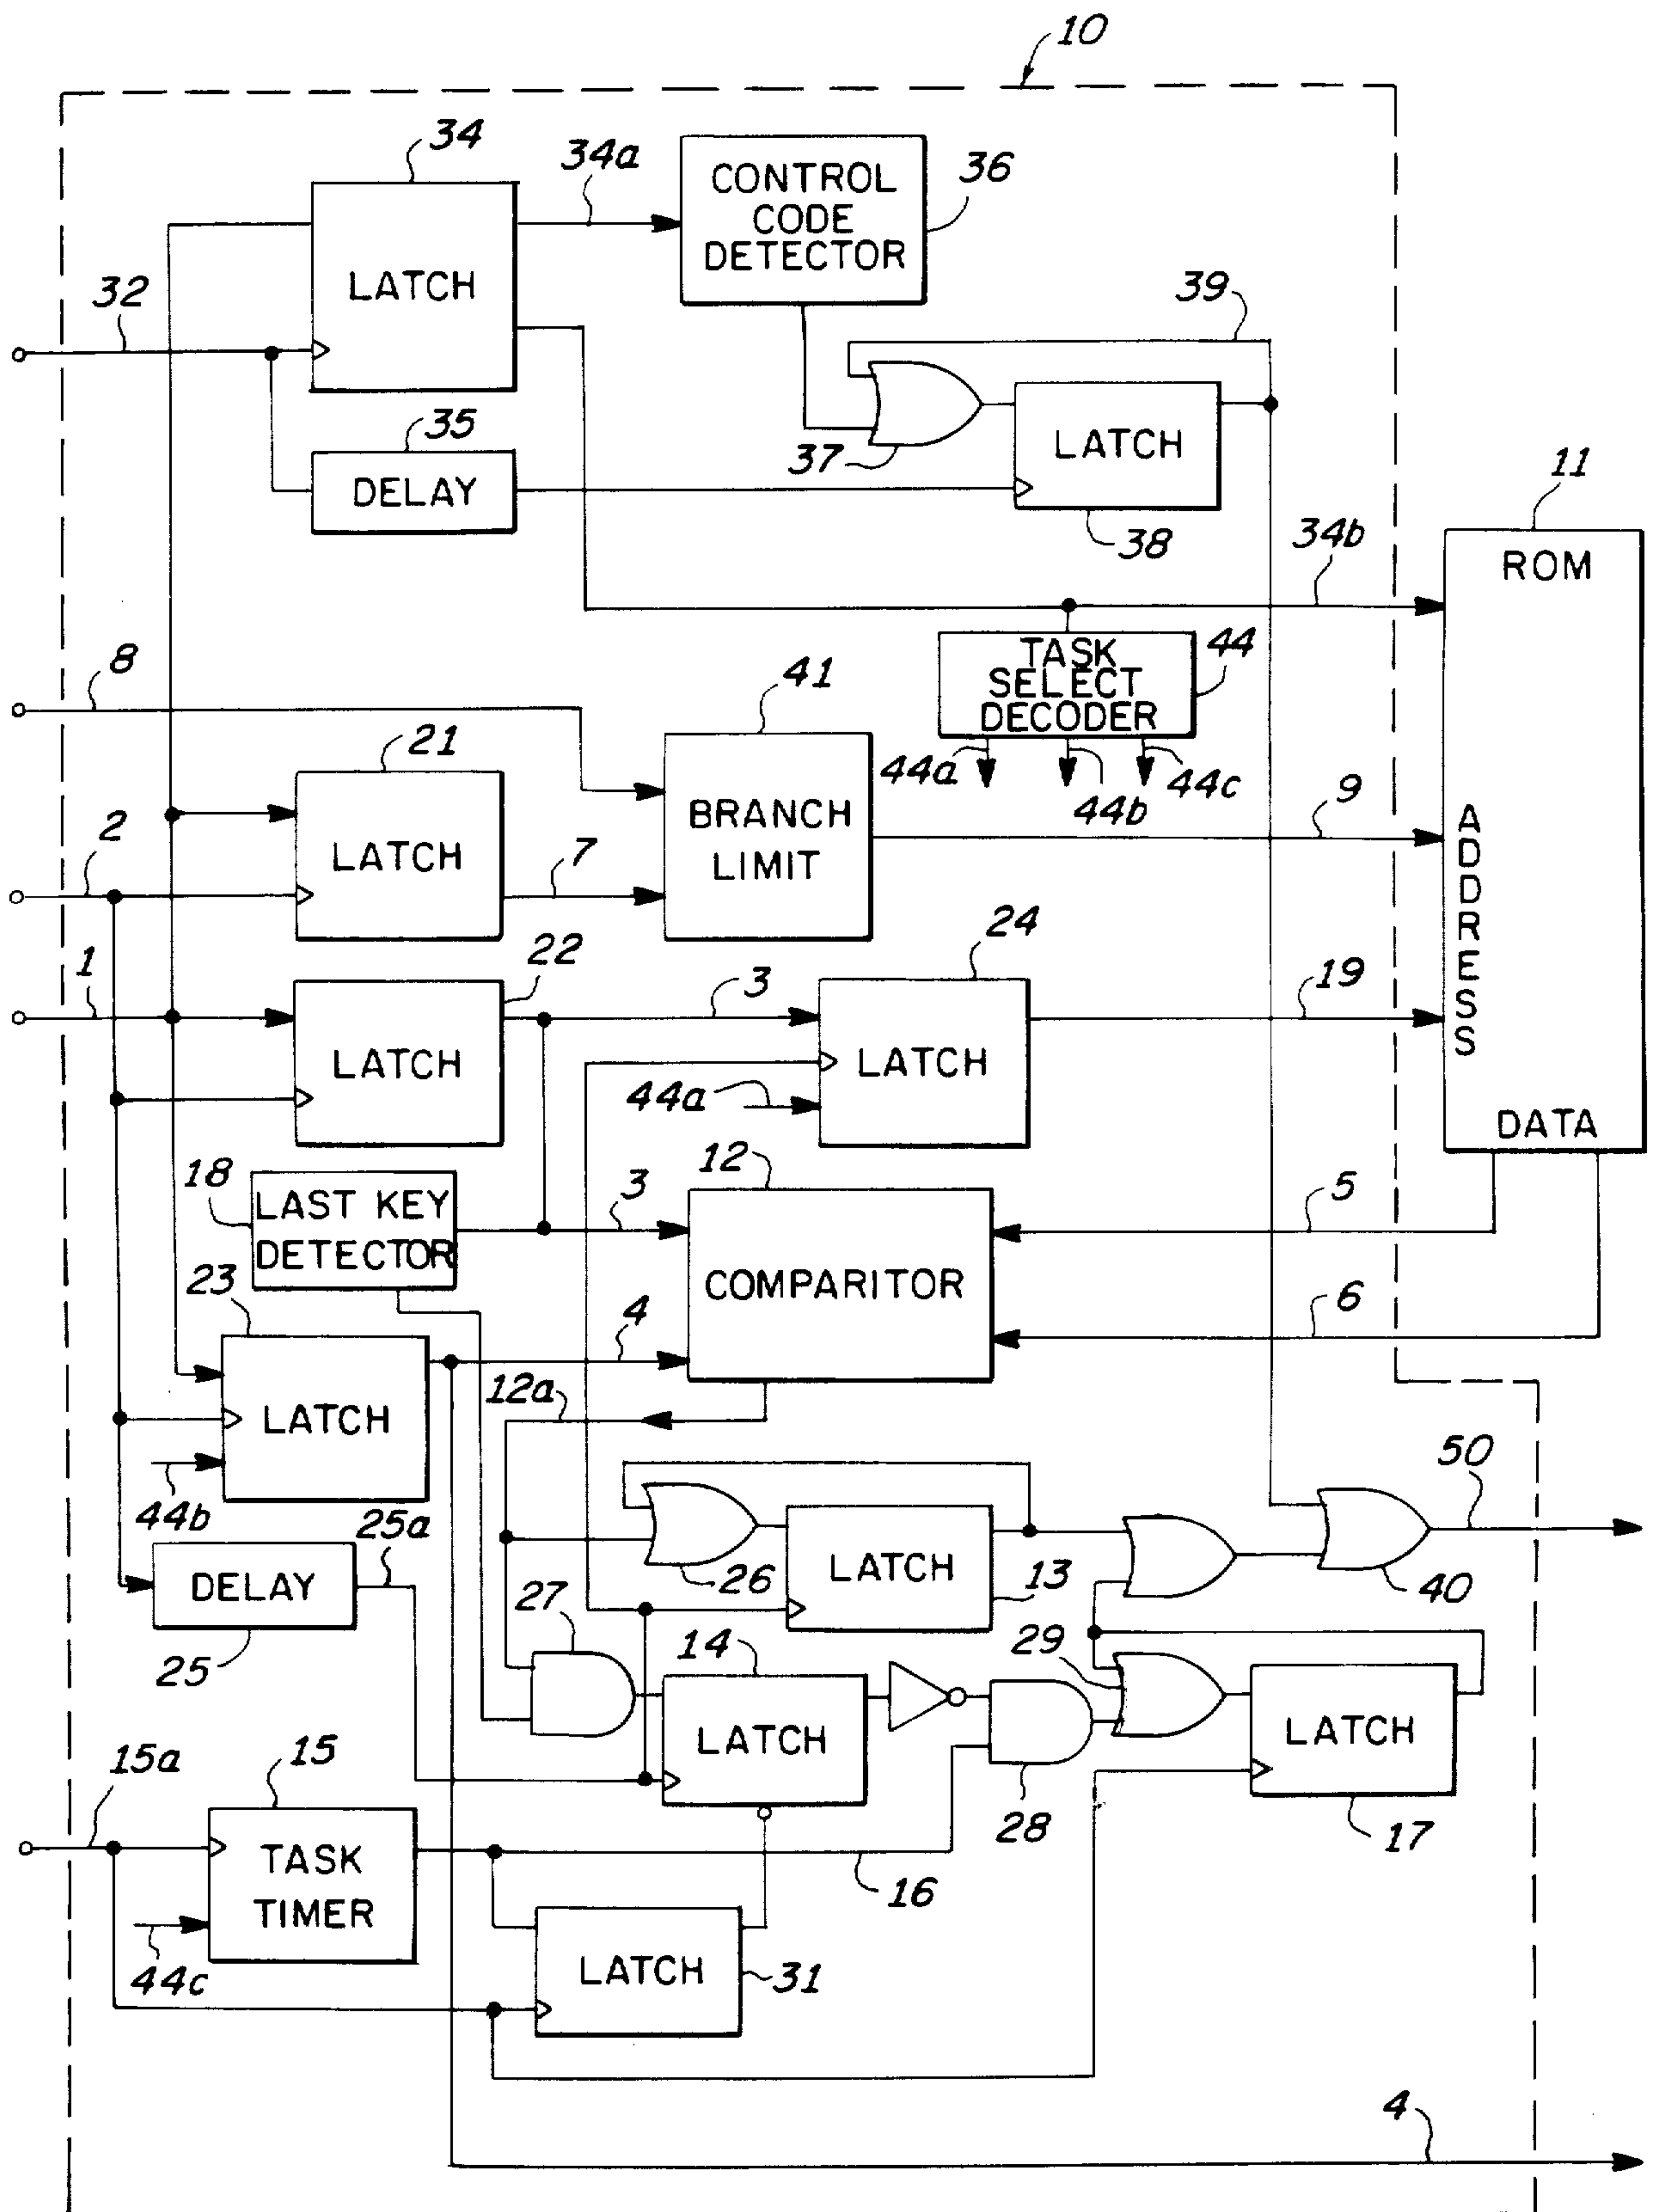 10
34
34a
CONTROL
CODE
DETECTOR
36
LATCH
32
39
35
DELAY
37
LATCH
38
11
34b
ROM
8
41
TASK
SELECT
DECODER
44
21
44a
44b
44c
2
LATCH
7
BRANCH
LIMIT
9
ADDRESS
1
22
3
24
19
LATCH
LATCH
44a
DATA
18
LAST KEY
DETECTOR
12
3
5
COMPARITOR
23
4
6
LATCH
12a
44b
25a
50
DELAY
25
26
LATCH
13
40
27
14
29
LATCH
LATCH
28
17
15a
15
TASK
TIMER
16
44c
LATCH
31
4